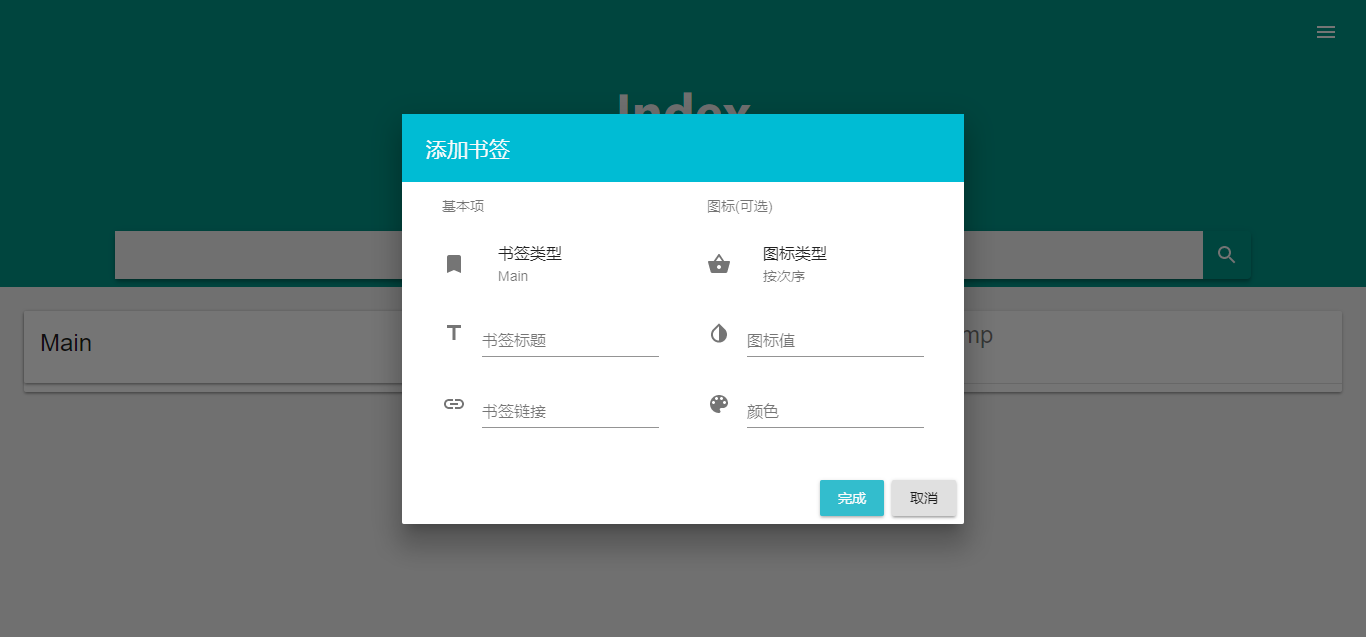 Index
添加书签
基本项
图标(可选)
书签类型
Main
图标类型
按次序
书签标题
图标值
书签链接
颜色
完成
取消
Main